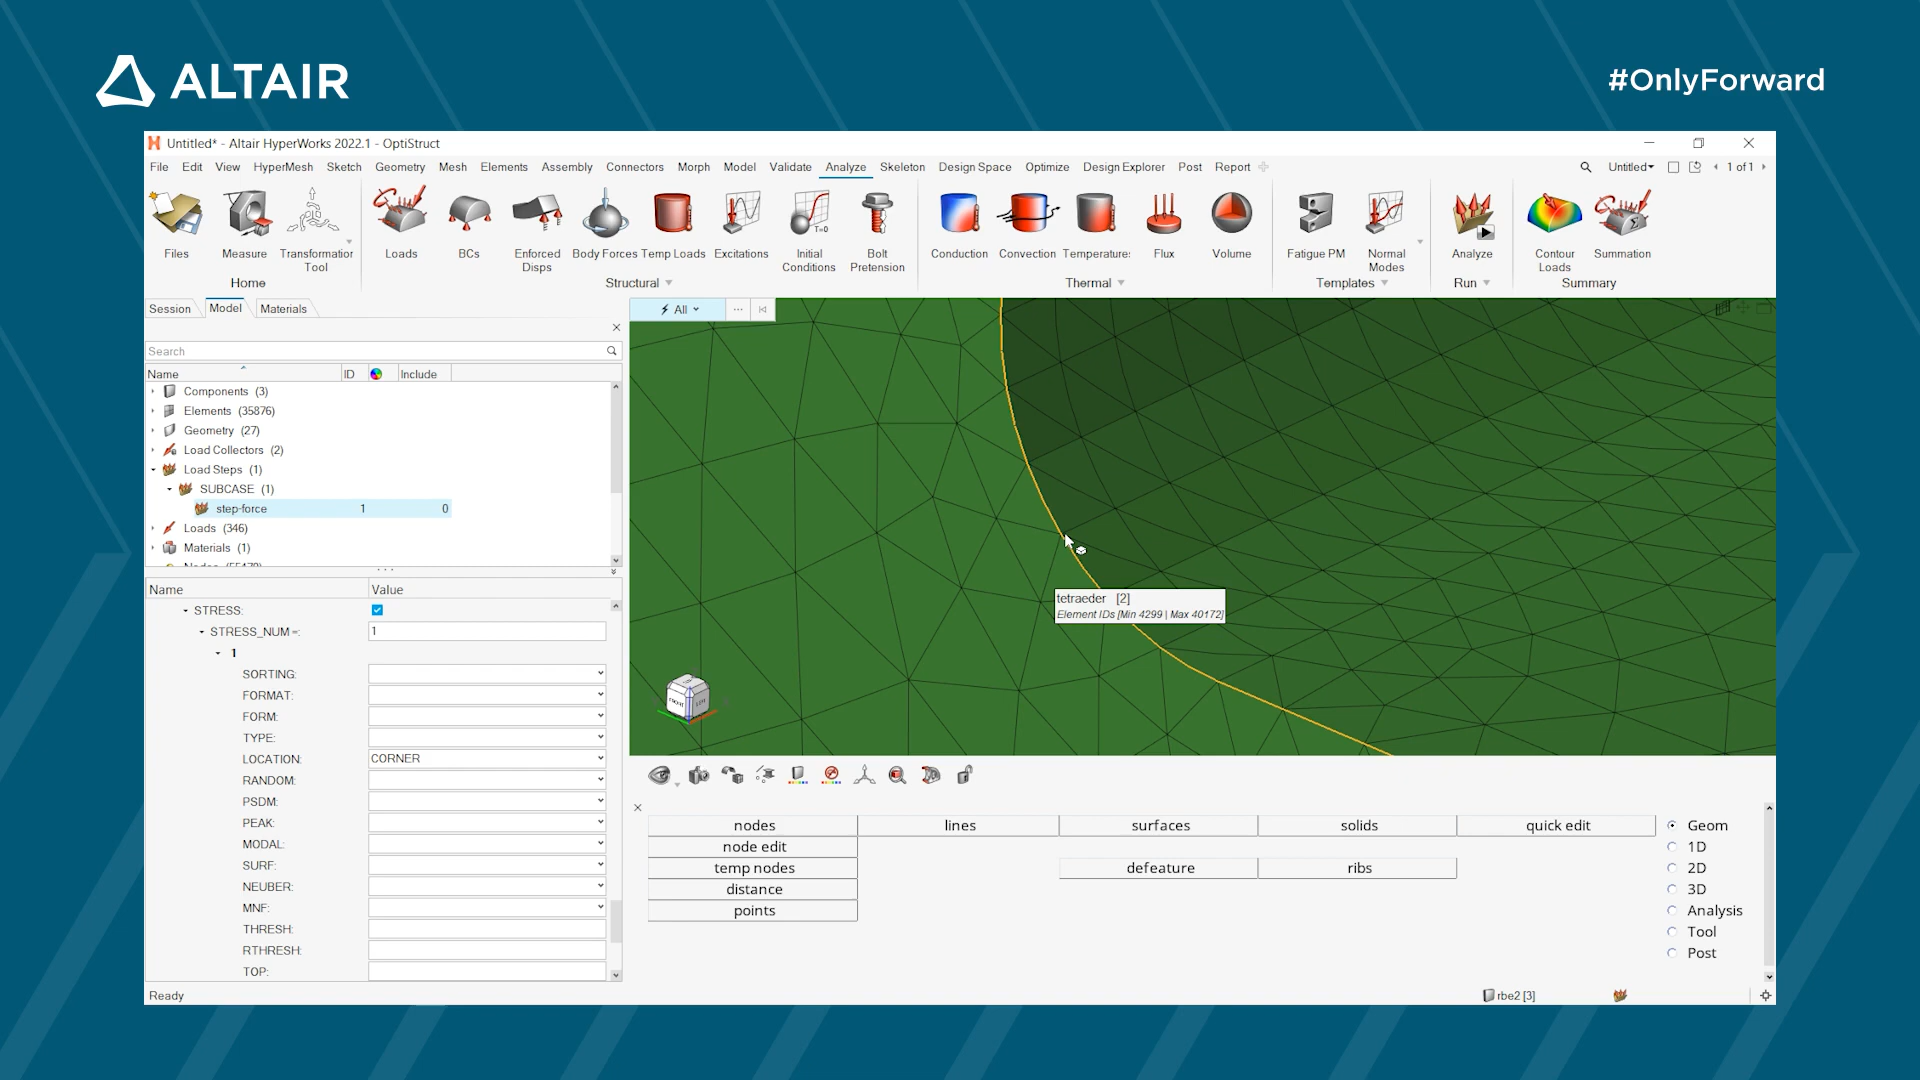 ALTAIR
#OnlyForward
Untitled* - Altair HyperWorks 2022.1 - OptiStruct
File Edit View HyperMesh Sketch Geometry Mesh Elements Assembly Connectors Morph Model Validate Analyze Skeleton Design Space Optimize Design Explorer Post Report Untitled 1 of 1
Files Measure Transformation Tool Loads BCs Enforced Disps Body Forces Temp Loads Excitations Initial Conditions Bolt Pretension Conduction Convection Temperature: Flux Volume Fatigue PM Normal Modes Analyze Contour Loads Summation
T=0
Home Structural Thermal Templates Run Summary
Session Model Materials
All
Search
Name ID Include
Components (3)
Elements (35876)
Geometry (27)
Load Collectors (2)
Load Steps (1)
SUBCASE (1)
step-force 1 0
Loads (346)
Materials (1)
Name Value
STRESS:
STRESS_NUM =: 1
1
SORTING:
FORMAT:
FORM:
TYPE:
LOCATION: CORNER
RANDOM:
PSDM:
PEAK:
MODAL:
SURF:
NEUBER:
MNF:
THRESH:
RTHRESH:
TOP:
tetraeder [2]
Element IDs [Min 4299 | Max 40172]
nodes lines surfaces solids quick edit Geom
node edit 1D
temp nodes defeature ribs 2D
distance 3D
points Analysis
Tool
Post
Ready rbe2 [3]